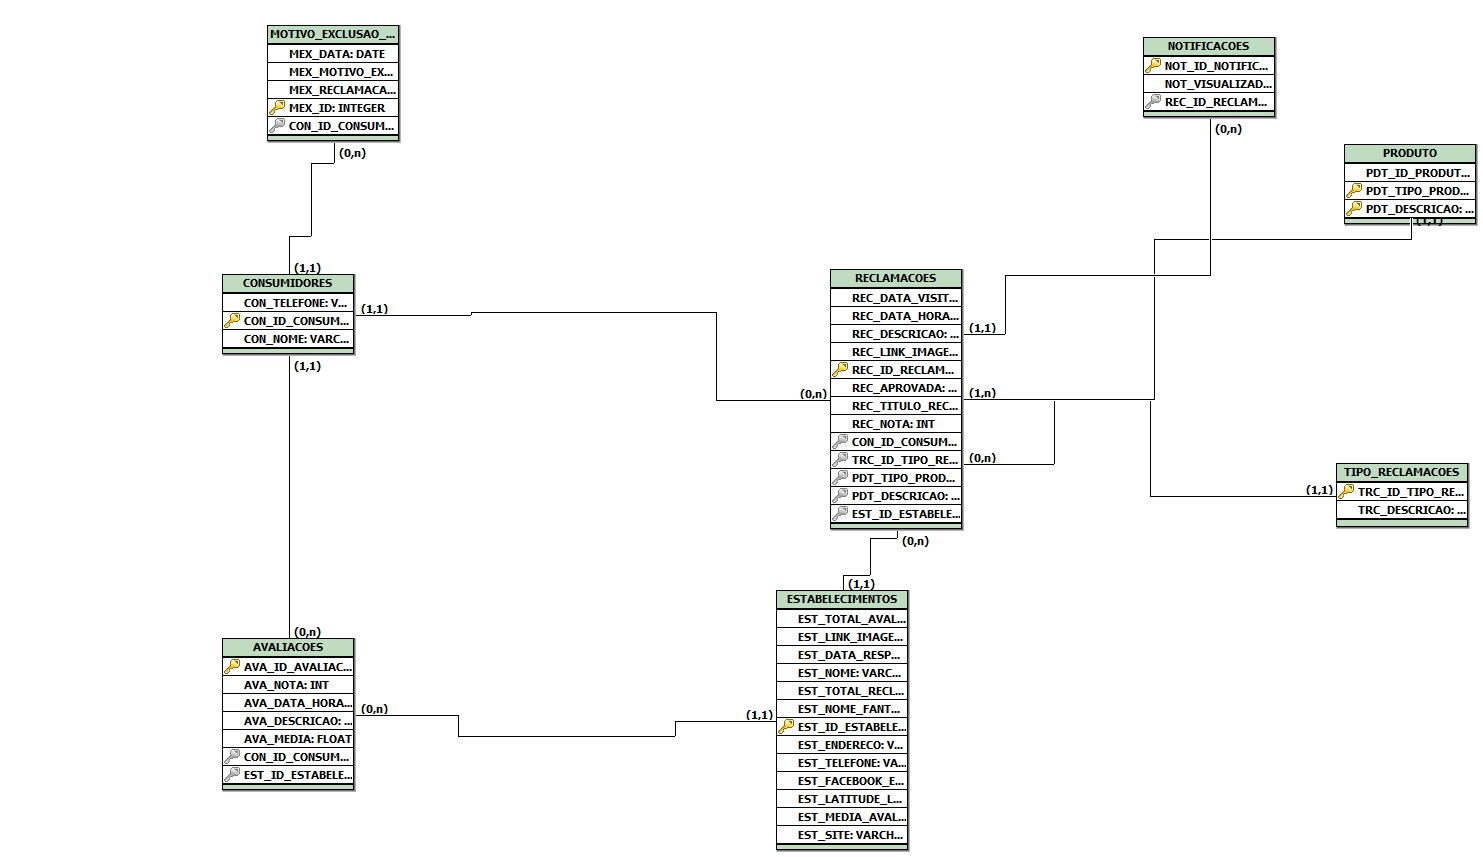 MOTIVO_EXCLUSAO_...
MEX_DATA: DATE
MEX_MOTIVO_EX...
MEX_RECLAMACA...
MEX_ID: INTEGER
CON_ID_CONSUM...
(0,n)
NOTIFICACOES
NOT_ID_NOTIFIC...
NOT_VISUALIZAD...
REC_ID_RECLAM...
(0,n)
PRODUTO
PDT_ID_PRODUT...
PDT_TIPO_PROD...
PDT_DESCRICAO: ...
(1,1)
(1,1)
CONSUMIDORES
CON_TELEFONE: V...
CON_ID_CONSUM...
CON_NOME: VARC...
(1,1)
(1,1)
RECLAMACOES
REC_DATA_VISIT...
REC_DATA_HORA...
REC_DESCRICAO: ...
REC_LINK_IMAGE...
REC_ID_RECLAM...
REC_APROVADA: ...
REC_TITULO_REC...
REC_NOTA: INT
CON_ID_CONSUM...
TRC_ID_TIPO_RE...
PDT_TIPO_PROD...
PDT_DESCRICAO: ...
EST_ID_ESTABELE...
(0,n)
(1,1)
(1,n)
(0,n)
(0,n)
TIPO_RECLAMACOES
TRC_ID_TIPO_RE...
TRC_DESCRICAO: ...
(1,1)
(1,1)
ESTABELECIMENTOS
EST_TOTAL_AVAL...
EST_LINK_IMAGE...
EST_DATA_RESP...
EST_NOME: VARC...
EST_TOTAL_RECL...
EST_NOME_FANT...
EST_ID_ESTABELE...
EST_ENDERECO: V...
EST_TELEFONE: VA...
EST_FACEBOOK_E...
EST_LATITUDE_L...
EST_MEDIA_AVAL...
EST_SITE: VARCH...
(1,1)
(0,n)
AVALIACOES
AVA_ID_AVALIAC...
AVA_NOTA: INT
AVA_DATA_HORA...
AVA_DESCRICAO: ...
AVA_MEDIA: FLOAT
CON_ID_CONSUM...
EST_ID_ESTABELE...
(0,n)